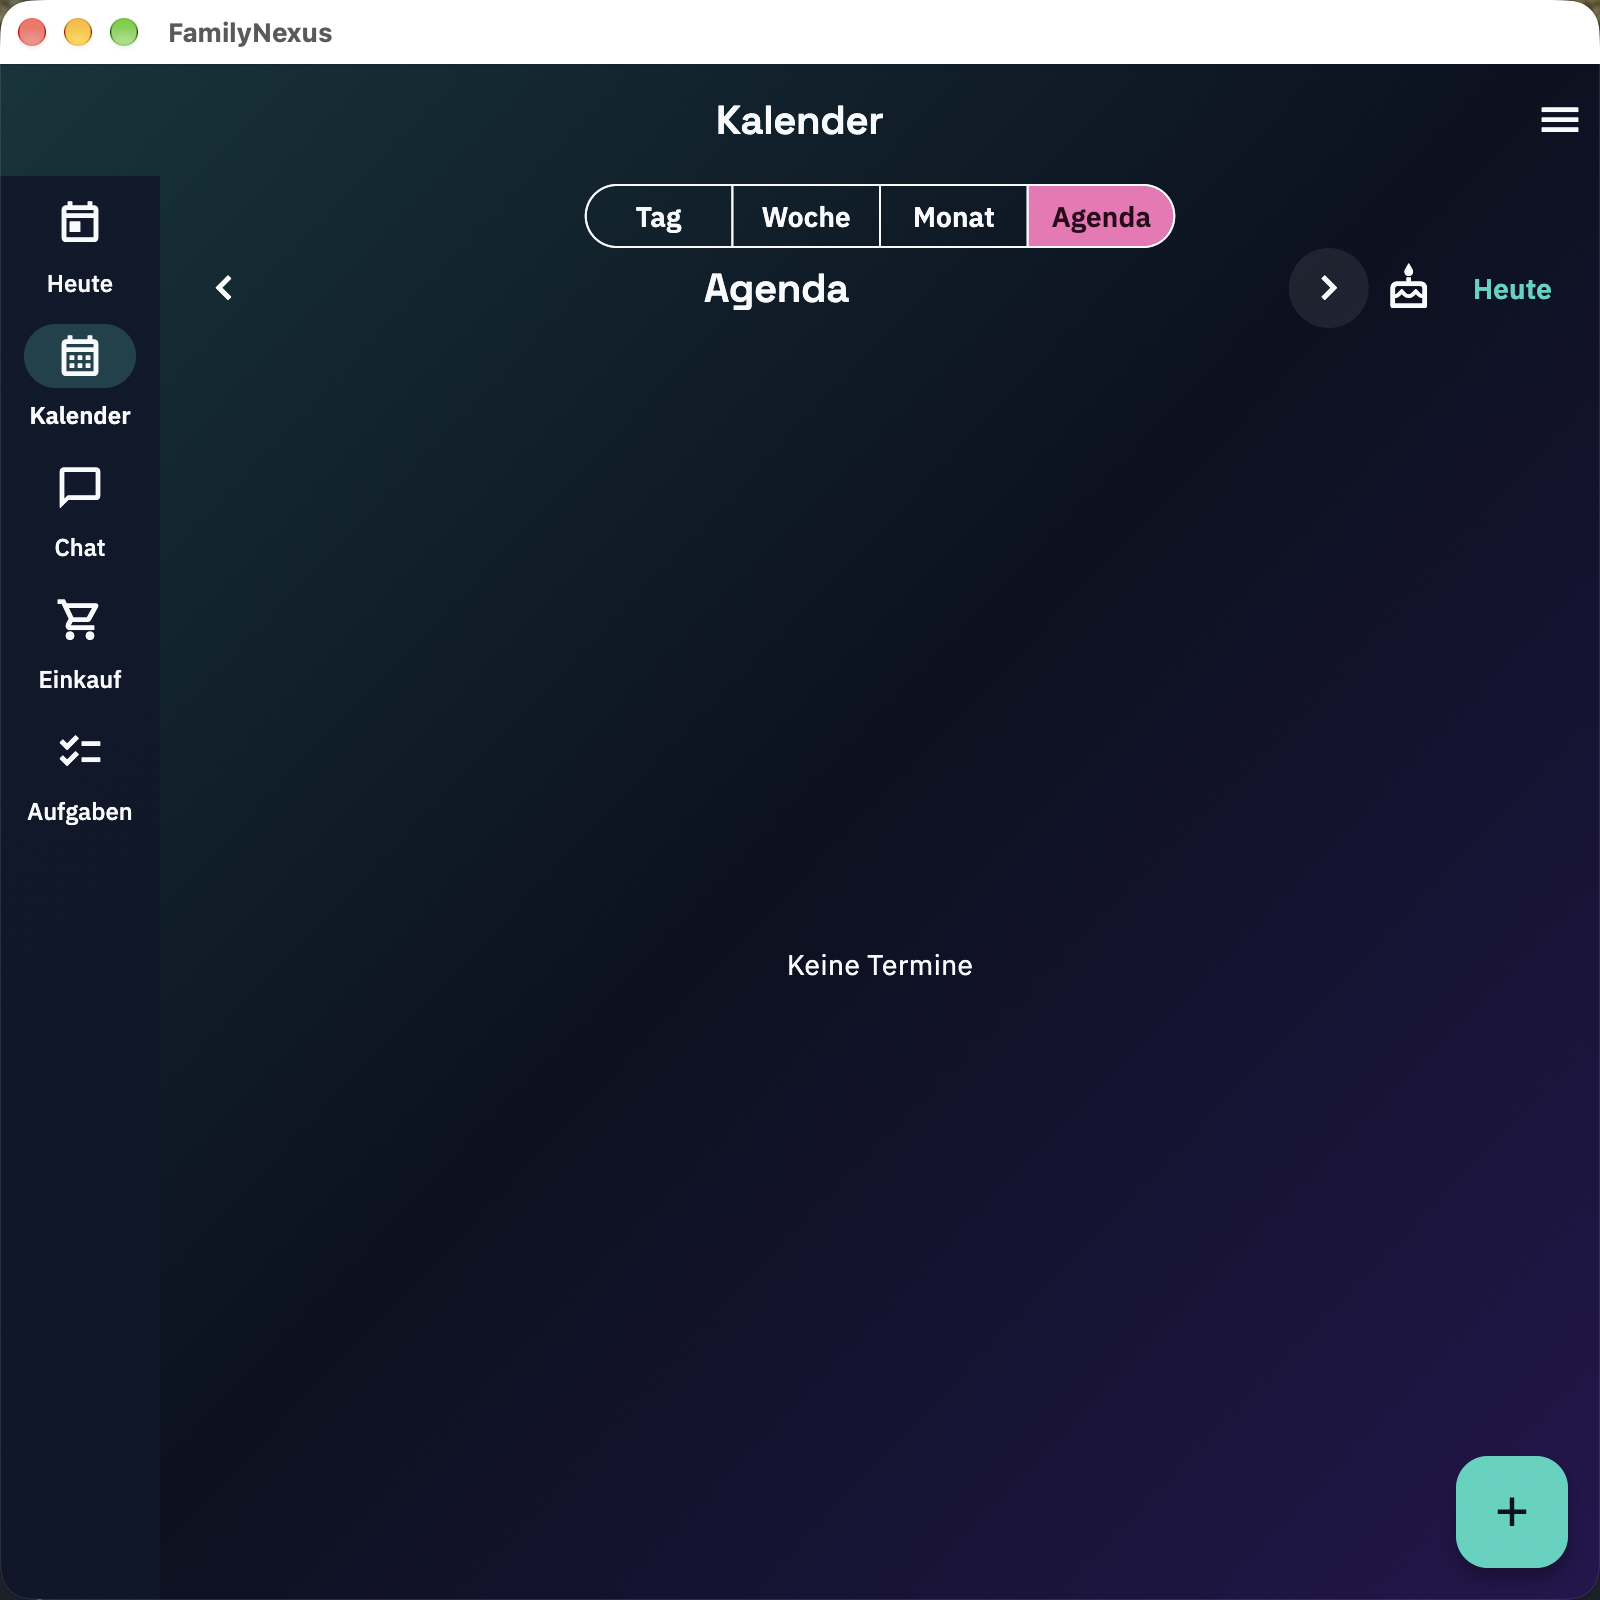 FamilyNexus
Kalender
Tag Woche Monat Agenda
Agenda Heute
Heute
Kalender
Chat
Einkauf
Aufgaben
Keine Termine